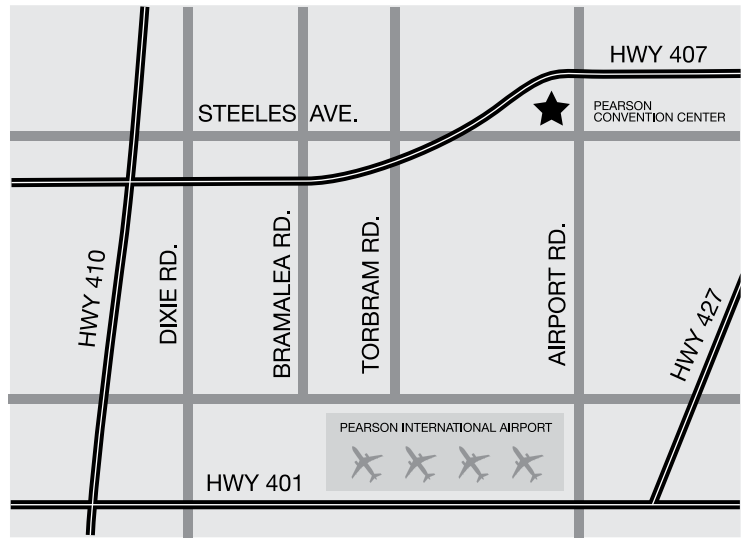 HWY 407
STEELES AVE.
PEARSON
CONVENTION CENTER
HWY 410
DIXIE RD.
BRAMALEA RD.
TORBRAM RD.
AIRPORT RD.
HWY 427
PEARSON INTERNATIONAL AIRPORT
HWY 401